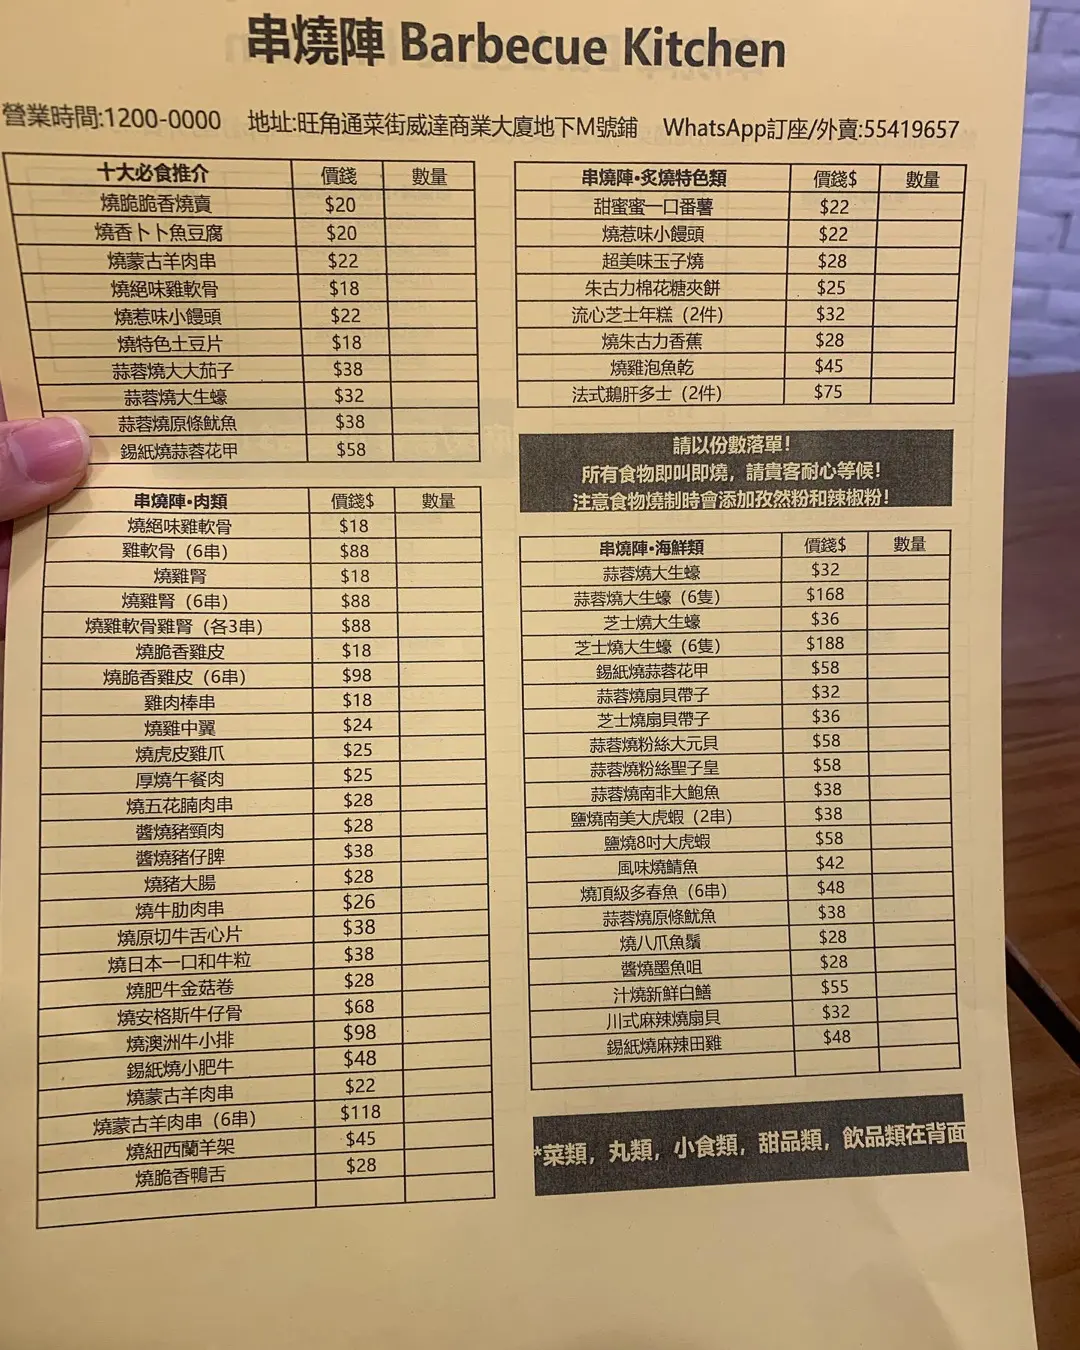 串燒陣 Barbecue Kitchen
營業時間:1200-0000 地址:旺角通菜街威達商業大廈地下M號鋪 WhatsApp訂座/外賣:55419657
十大必食推介 價錢 數量
燒脆脆香燒賣 $20
燒香卜卜魚豆腐 $20
燒蒙古羊肉串 $22
燒絕味雞軟骨 $18
燒惹味小饅頭 $22
燒特色土豆片 $18
蒜蓉燒大大茄子 $38
蒜蓉燒大生蠔 $32
蒜蓉燒原條魷魚 $38
錫紙燒蒜蓉花甲 $58
串燒陣•肉類 價錢$ 數量
燒絕味雞軟骨 $18
雞軟骨（6串） $88
燒雞腎 $18
燒雞腎（6串） $88
燒雞軟骨雞腎（各3串） $88
燒脆香雞皮 $18
燒脆香雞皮（6串） $98
雞肉棒串 $18
燒雞中翼 $24
燒虎皮雞爪 $25
厚燒午餐肉 $25
燒五花腩肉串 $28
醬燒豬頸肉 $28
醬燒豬仔脾 $38
燒豬大腸 $28
燒牛肋肉串 $26
燒原切牛舌心片 $38
燒日本一口和牛粒 $38
燒肥牛金菇卷 $28
燒安格斯牛仔骨 $68
燒澳洲牛小排 $98
錫紙燒小肥牛 $48
燒蒙古羊肉串 $22
燒蒙古羊肉串（6串） $118
燒紐西蘭羊架 $45
燒脆香鴨舌 $28
串燒陣•炙燒特色類 價錢$ 數量
甜蜜蜜一口番薯 $22
燒惹味小饅頭 $22
超美味玉子燒 $28
朱古力棉花糖夾餅 $25
流心芝士年糕（2件） $32
燒朱古力香蕉 $28
燒雞泡魚乾 $45
法式鵝肝多士（2件） $75
請以份數落單！
所有食物即叫即燒，請貴客耐心等候！
注意食物燒制時會添加孜然粉和辣椒粉！
串燒陣•海鮮類 價錢$ 數量
蒜蓉燒大生蠔 $32
蒜蓉燒大生蠔（6隻） $168
芝士燒大生蠔 $36
芝士燒大生蠔（6隻） $188
錫紙燒蒜蓉花甲 $58
蒜蓉燒扇貝帶子 $32
芝士燒扇貝帶子 $36
蒜蓉燒粉絲大元貝 $58
蒜蓉燒粉絲聖子皇 $58
蒜蓉燒南非大鮑魚 $38
鹽燒南美大虎蝦（2串） $38
鹽燒8吋大虎蝦 $58
風味燒鯖魚 $42
燒頂級多春魚（6串） $48
蒜蓉燒原條魷魚 $38
燒八爪魚鬚 $28
醬燒墨魚咀 $28
汁燒新鮮白鱔 $55
川式麻辣燒扇貝 $32
錫紙燒麻辣田雞 $48
*菜類，丸類，小食類，甜品類，飲品類在背面